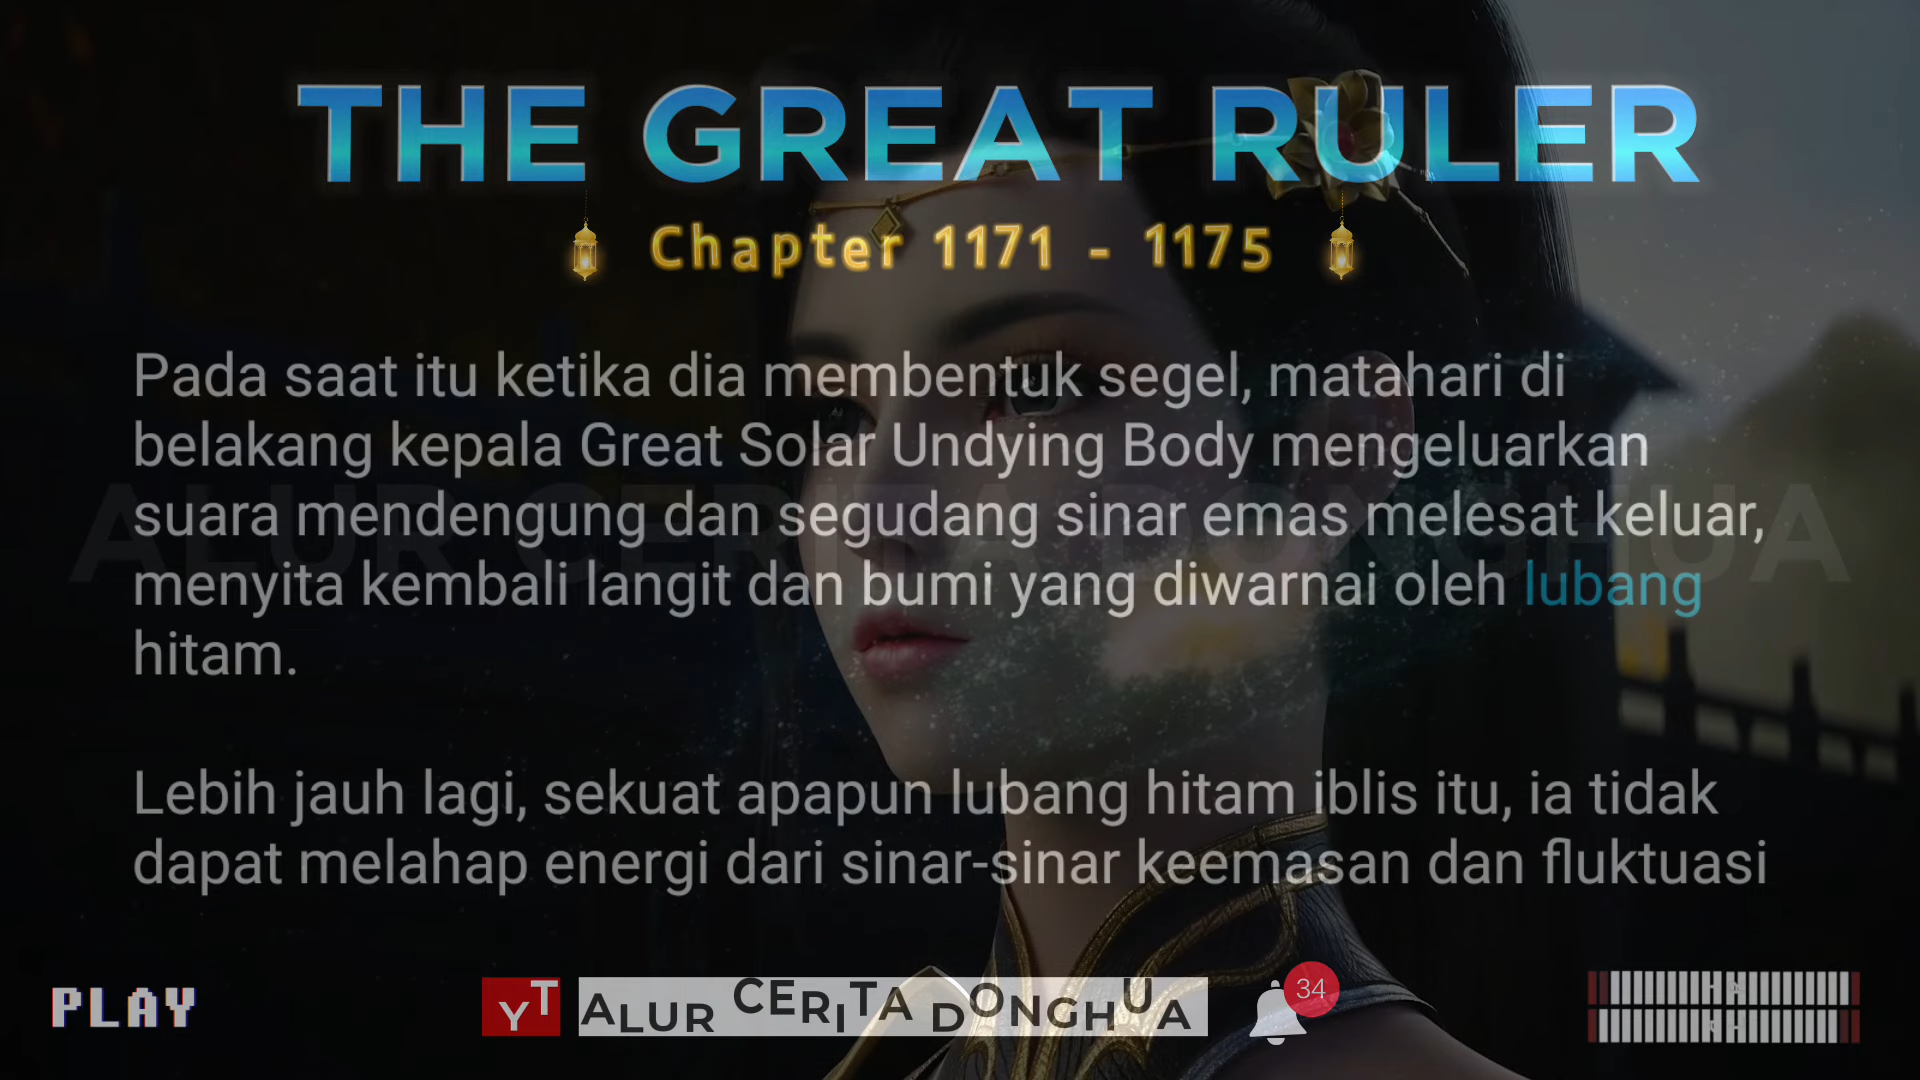 THE GREAT RULER
Chapter 1171 - 1175
Pada saat itu ketika dia membentuk segel, matahari di
belakang kepala Great Solar Undying Body mengeluarkan
suara mendengung dan segudang sinar emas melesat keluar,
menyita kembali langit dan bumi yang diwarnai oleh lubang
hitam.
ALUR CERITA DONGHUA
Lebih jauh lagi, sekuat apapun lubang hitam iblis itu, ia tidak
dapat melahap energi dari sinar-sinar keemasan dan fluktuasi
PLAY
YT ALUR CERITA DONGHUA
34